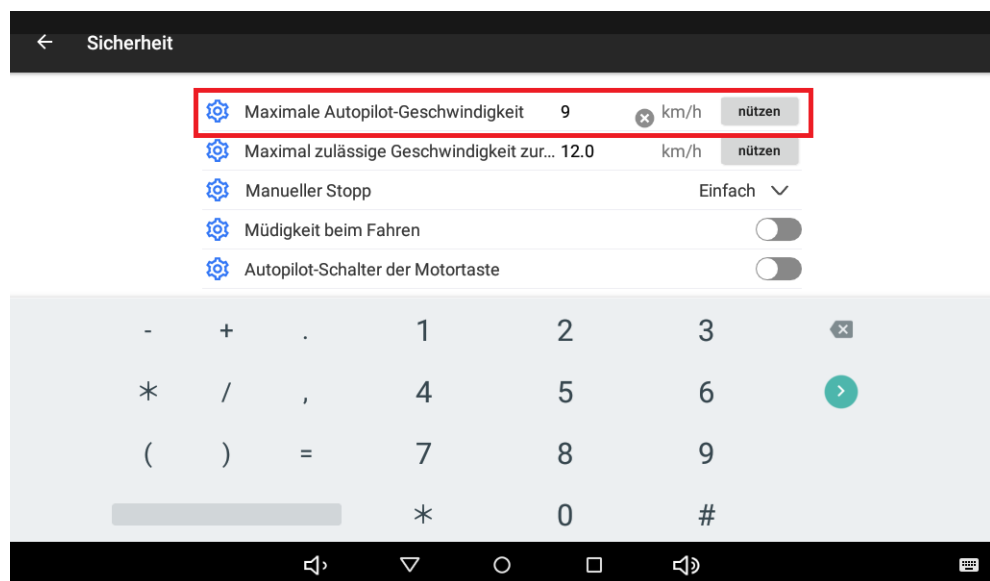 Sicherheit
Maximale Autopilot-Geschwindigkeit 9 km/h nützen
Maximal zulässige Geschwindigkeit zur... 12.0 km/h nützen
Manueller Stopp Einfach
Müdigkeit beim Fahren
Autopilot-Schalter der Motortaste
- + . 1 2 3
* / , 4 5 6
( ) = 7 8 9
* 0 #